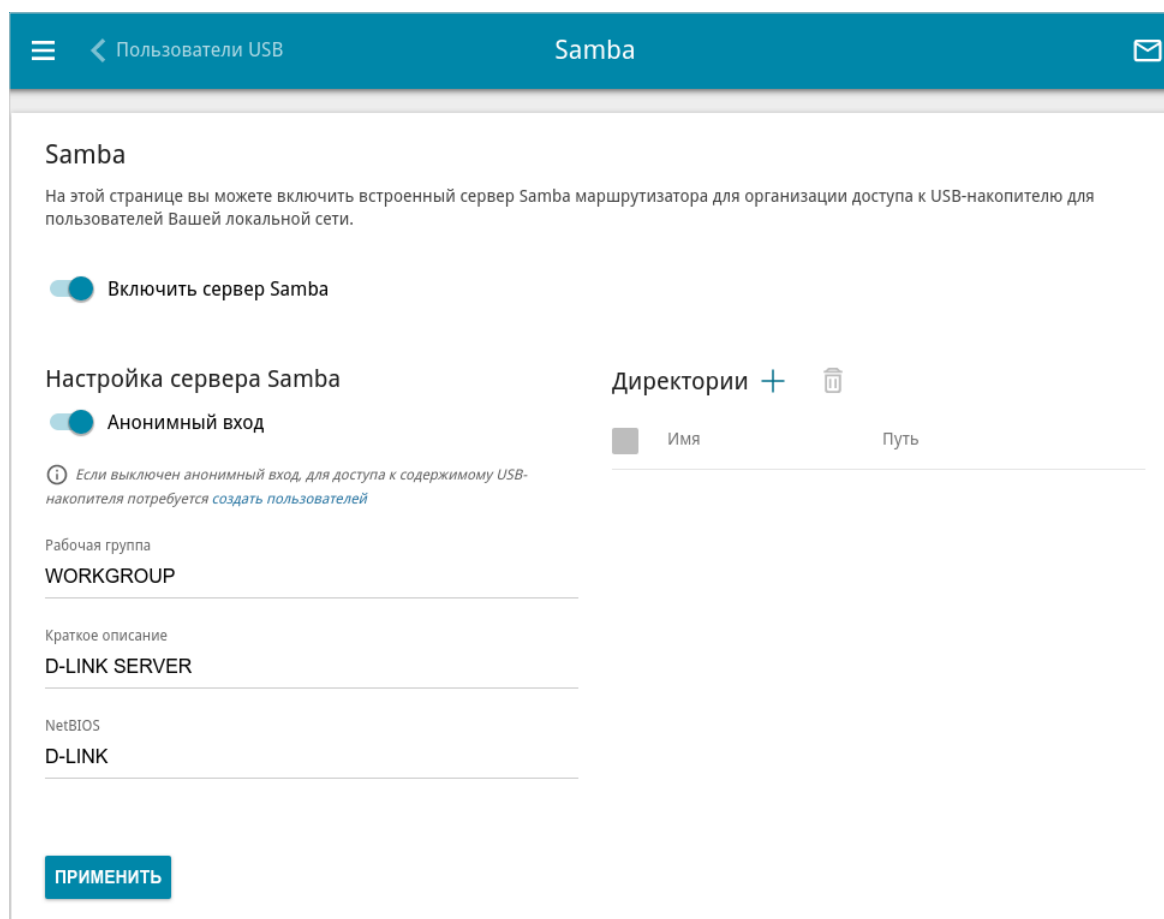 Пользователи USB
Samba
Samba
На этой странице вы можете включить встроенный сервер Samba маршрутизатора для организации доступа к USB-накопителю для
пользователей Вашей локальной сети.
Включить сервер Samba
Настройка сервера Samba
Анонимный вход
Если выключен анонимный вход, для доступа к содержимому USB-
накопителя потребуется создать пользователей
Рабочая группа
WORKGROUP
Краткое описание
D-LINK SERVER
NetBIOS
D-LINK
ПРИМЕНИТЬ
Директории
Имя Путь